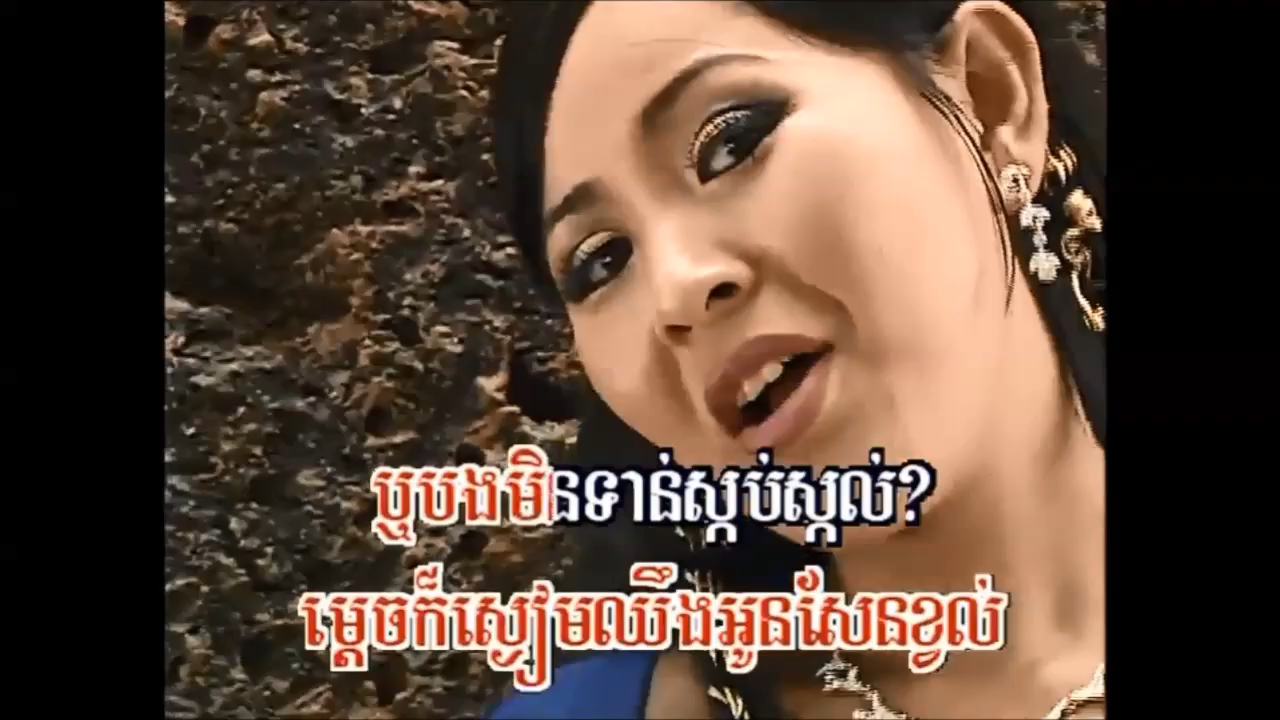 ឬបងមិនទាន់ស្កប់ស្កល់?
ម្ដេចក៏ស្ងៀមឈឹងអូនសែនខ្វល់